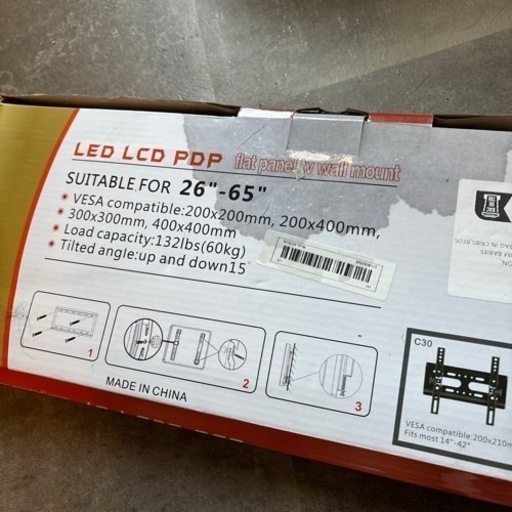 LED LCD PDP flat panel tv wall mount
SUITABLE FOR 26"-65"
• VESA compatible:200x200mm, 200x400mm,
• 300x300mm, 400x400mm
• Load capacity:132lbs(60kg)
• Tilted angle:up and down15°
1
2
3
MADE IN CHINA
C30
VESA compatible:200x210m
Fits most 14"-42"